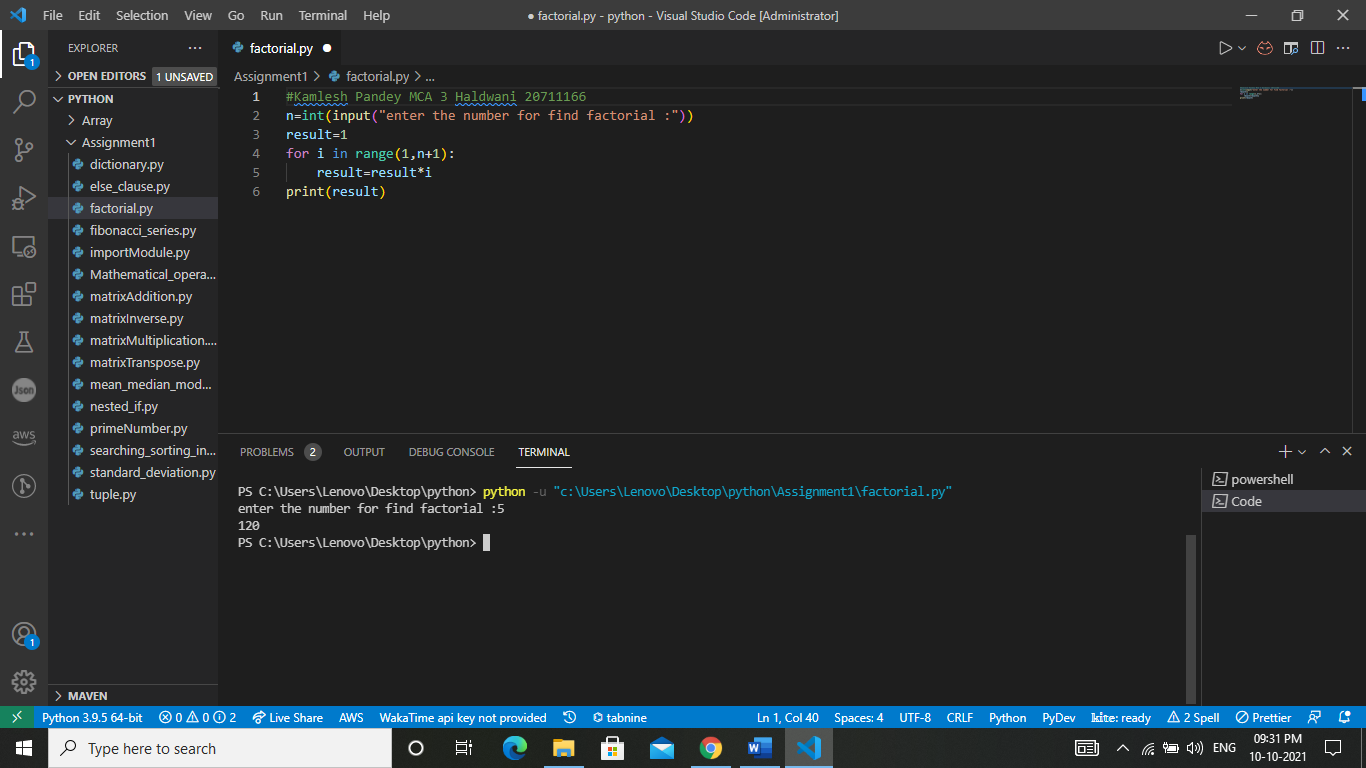 File Edit Selection View Go Run Terminal Help
● factorial.py - python - Visual Studio Code [Administrator]
EXPLORER
OPEN EDITORS 1 UNSAVED
PYTHON
Array
Assignment1
dictionary.py
else_clause.py
factorial.py
fibonacci_series.py
importModule.py
Mathematical_opera...
matrixAddition.py
matrixInverse.py
matrixMultiplication....
matrixTranspose.py
mean_median_mod...
nested_if.py
primeNumber.py
searching_sorting_in...
standard_deviation.py
tuple.py
MAVEN
1
Json
aws
1
factorial.py ●
Assignment1 > factorial.py > ...
1 #Kamlesh Pandey MCA 3 Haldwani 20711166
2 n=int(input("enter the number for find factorial :"))
3 result=1
4 for i in range(1,n+1):
5     result=result*i
6 print(result)
PROBLEMS 2 OUTPUT DEBUG CONSOLE TERMINAL
PS C:\Users\Lenovo\Desktop\python> python -u "c:\Users\Lenovo\Desktop\python\Assignment1\factorial.py"
enter the number for find factorial :5
120
PS C:\Users\Lenovo\Desktop\python>
powershell
Code
Python 3.9.5 64-bit 0 0 2 Live Share AWS WakaTime api key not provided tabnine Ln 1, Col 40 Spaces: 4 UTF-8 CRLF Python PyDev kite: ready 2 Spell Prettier
Type here to search
ENG
09:31 PM
10-10-2021